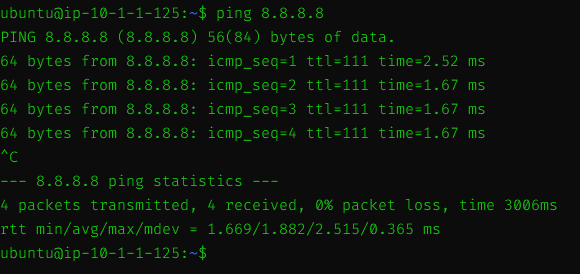 ubuntu@ip-10-1-1-125:~$ ping 8.8.8.8
PING 8.8.8.8 (8.8.8.8) 56(84) bytes of data.
64 bytes from 8.8.8.8: icmp_seq=1 ttl=111 time=2.52 ms
64 bytes from 8.8.8.8: icmp_seq=2 ttl=111 time=1.67 ms
64 bytes from 8.8.8.8: icmp_seq=3 ttl=111 time=1.67 ms
64 bytes from 8.8.8.8: icmp_seq=4 ttl=111 time=1.67 ms
^C
--- 8.8.8.8 ping statistics ---
4 packets transmitted, 4 received, 0% packet loss, time 3006ms
rtt min/avg/max/mdev = 1.669/1.882/2.515/0.365 ms
ubuntu@ip-10-1-1-125:~$